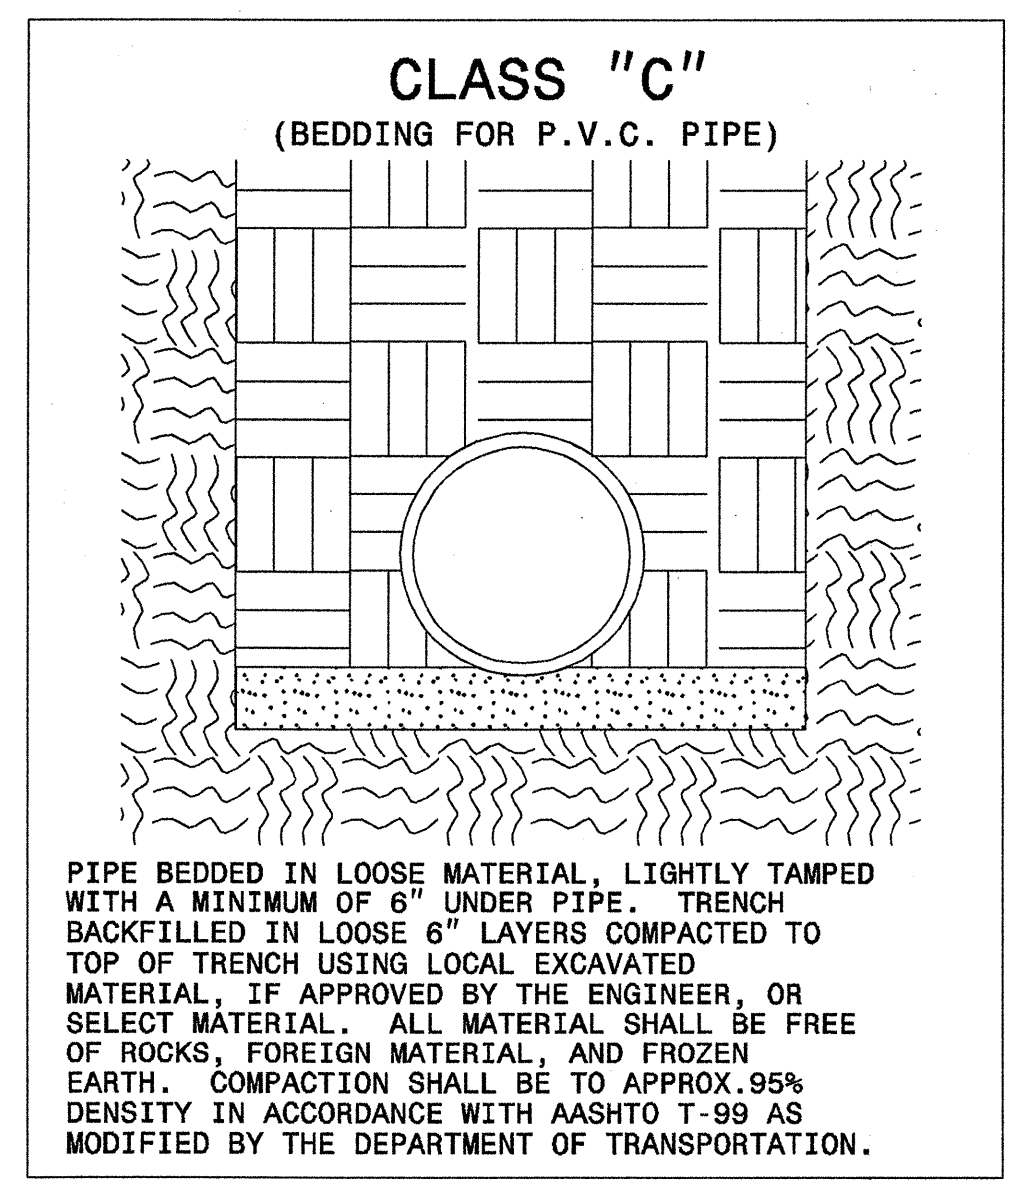 CLASS "C"
(BEDDING FOR P.V.C. PIPE)
PIPE BEDDED IN LOOSE MATERIAL, LIGHTLY TAMPED
WITH A MINIMUM OF 6" UNDER PIPE. TRENCH
BACKFILLED IN LOOSE 6" LAYERS COMPACTED TO
TOP OF TRENCH USING LOCAL EXCAVATED
MATERIAL, IF APPROVED BY THE ENGINEER, OR
SELECT MATERIAL. ALL MATERIAL SHALL BE FREE
OF ROCKS, FOREIGN MATERIAL, AND FROZEN
EARTH. COMPACTION SHALL BE TO APPROX.95%
DENSITY IN ACCORDANCE WITH AASHTO T-99 AS
MODIFIED BY THE DEPARTMENT OF TRANSPORTATION.